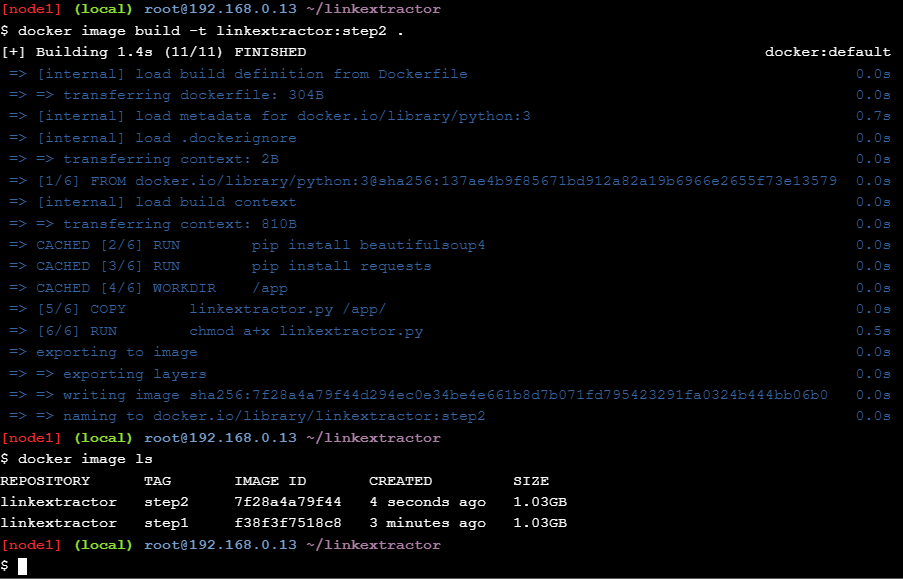 [node1] (local) root@192.168.0.13 ~/linkextractor
$ docker image build -t linkextractor:step2 .
[+] Building 1.4s (11/11) FINISHED docker:default
=> [internal] load build definition from Dockerfile 0.0s
=> => transferring dockerfile: 304B 0.0s
=> [internal] load metadata for docker.io/library/python:3 0.7s
=> [internal] load .dockerignore 0.0s
=> => transferring context: 2B 0.0s
=> [1/6] FROM docker.io/library/python:3@sha256:137ae4b9f85671bd912a82a19b6966e2655f73e13579 0.0s
=> [internal] load build context 0.0s
=> => transferring context: 810B 0.0s
=> CACHED [2/6] RUN pip install beautifulsoup4 0.0s
=> CACHED [3/6] RUN pip install requests 0.0s
=> CACHED [4/6] WORKDIR /app 0.0s
=> [5/6] COPY linkextractor.py /app/ 0.0s
=> [6/6] RUN chmod a+x linkextractor.py 0.5s
=> exporting to image 0.0s
=> => exporting layers 0.0s
=> => writing image sha256:7f28a4a79f44d294ec0e34be4e661b8d7b071fd795423291fa0324b444bb06b0 0.0s
=> => naming to docker.io/library/linkextractor:step2 0.0s
[node1] (local) root@192.168.0.13 ~/linkextractor
$ docker image ls
REPOSITORY TAG IMAGE ID CREATED SIZE
linkextractor step2 7f28a4a79f44 4 seconds ago 1.03GB
linkextractor step1 f38f3f7518c8 3 minutes ago 1.03GB
[node1] (local) root@192.168.0.13 ~/linkextractor
$